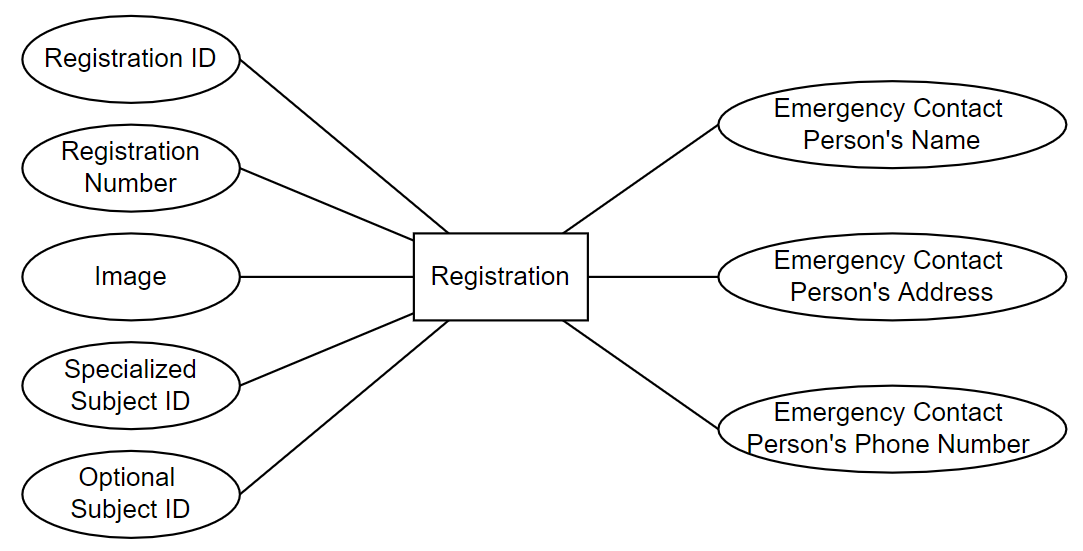 Registration ID
Registration
Number
Image
Specialized
Subject ID
Optional
Subject ID
Registration
Emergency Contact
Person's Name
Emergency Contact
Person's Address
Emergency Contact
Person's Phone Number